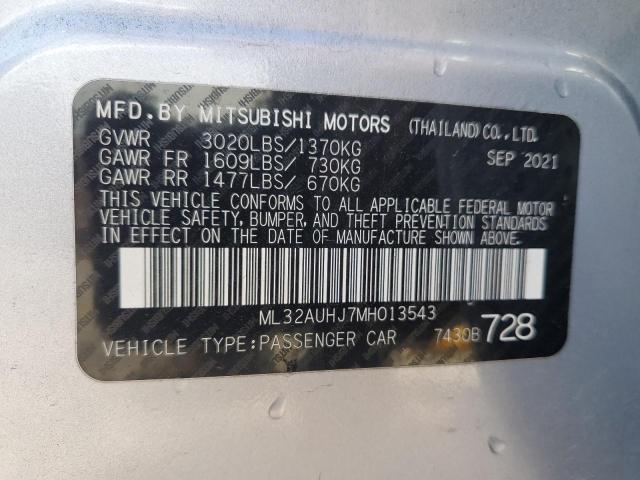 MFD.BY MITSUBISHI MOTORS (THAILAND) CO.,LTD.
GVWR 3020LBS/1370KG SEP 2021
GAWR FR 1609LBS/ 730KG
GAWR RR 1477LBS/ 670KG
THIS VEHICLE CONFORMS TO ALL APPLICABLE FEDERAL MOTOR
VEHICLE SAFETY, BUMPER, AND THEFT PREVENTION STANDARDS
IN EFFECT ON THE DATE OF MANUFACTURE SHOWN ABOVE.
ML32AUHJ7MH013543
VEHICLE TYPE:PASSENGER CAR 7430B 728